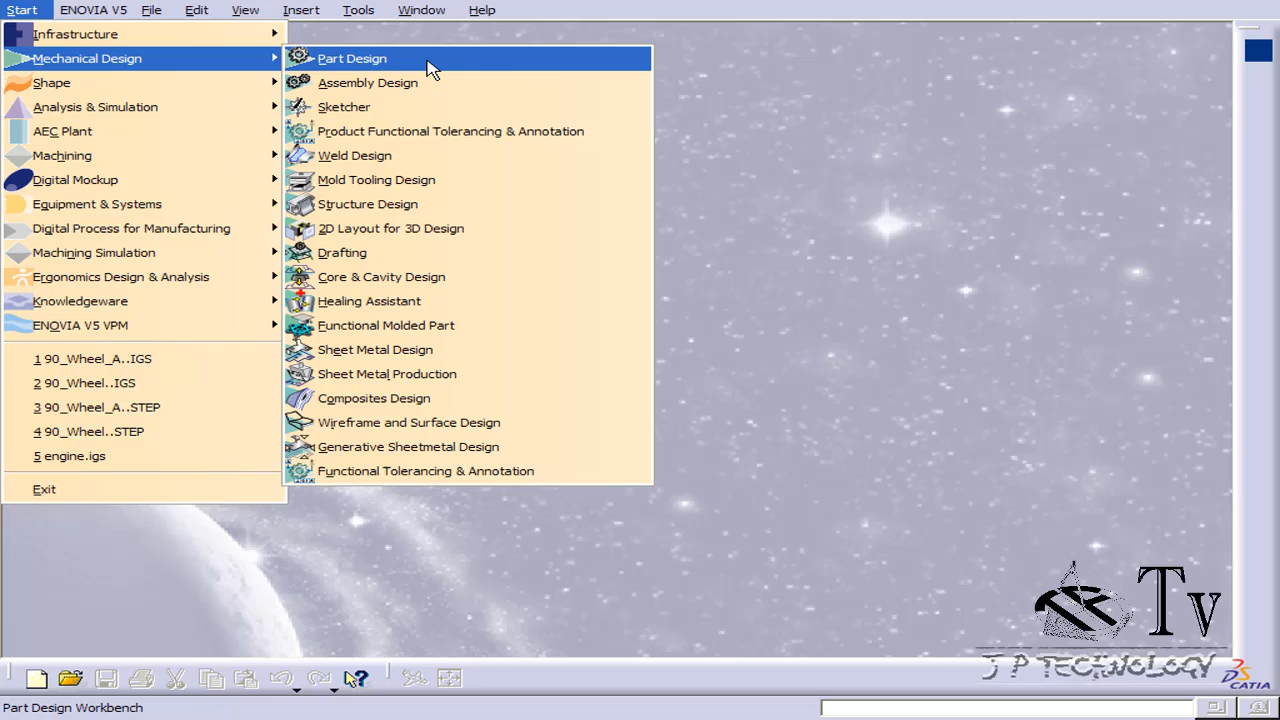 Start ENOVIA V5 File Edit View Insert Tools Window Help
Infrastructure
Mechanical Design
Shape
Analysis & Simulation
AEC Plant
Machining
Digital Mockup
Equipment & Systems
Digital Process for Manufacturing
Machining Simulation
Ergonomics Design & Analysis
Knowledgeware
ENOVIA V5 VPM
1 90_Wheel_A..IGS
2 90_Wheel..IGS
3 90_Wheel_A..STEP
4 90_Wheel..STEP
5 engine.igs
Exit
Part Design
Assembly Design
Sketcher
Product Functional Tolerancing & Annotation
Weld Design
Mold Tooling Design
Structure Design
2D Layout for 3D Design
Drafting
Core & Cavity Design
Healing Assistant
Functional Molded Part
Sheet Metal Design
Sheet Metal Production
Composites Design
Wireframe and Surface Design
Generative Sheetmetal Design
Functional Tolerancing & Annotation
Tv
J P TECHNOLOGY
CATIA
Part Design Workbench